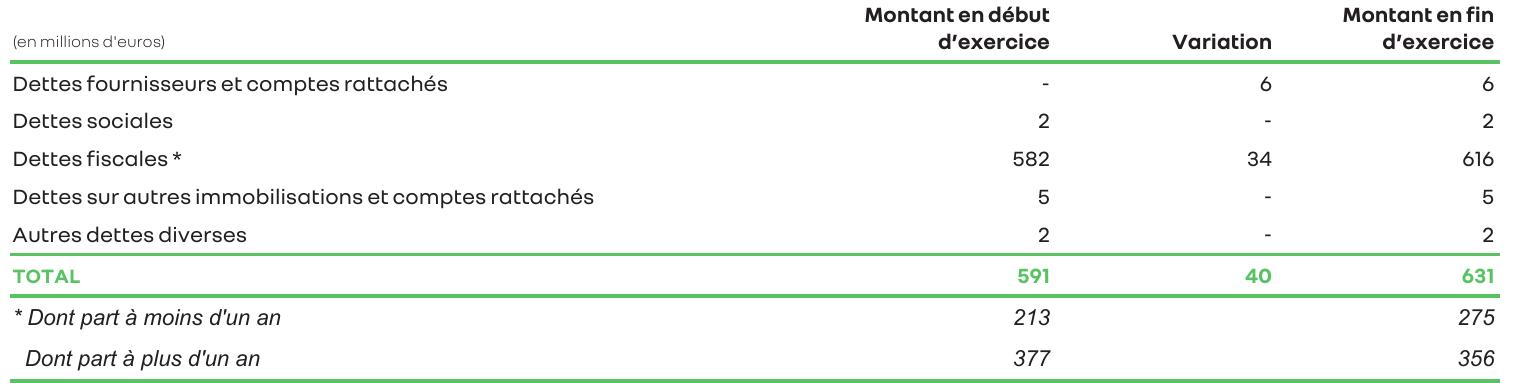 Montant en début Montant en fin
(en millions d'euros) d'exercice Variation d'exercice
Dettes fournisseurs et comptes rattachés - 6 6
Dettes sociales 2 - 2
Dettes fiscales * 582 34 616
Dettes sur autres immobilisations et comptes rattachés 5 - 5
Autres dettes diverses 2 - 2
TOTAL 591 40 631
* Dont part à moins d'un an 213 275
Dont part à plus d'un an 377 356